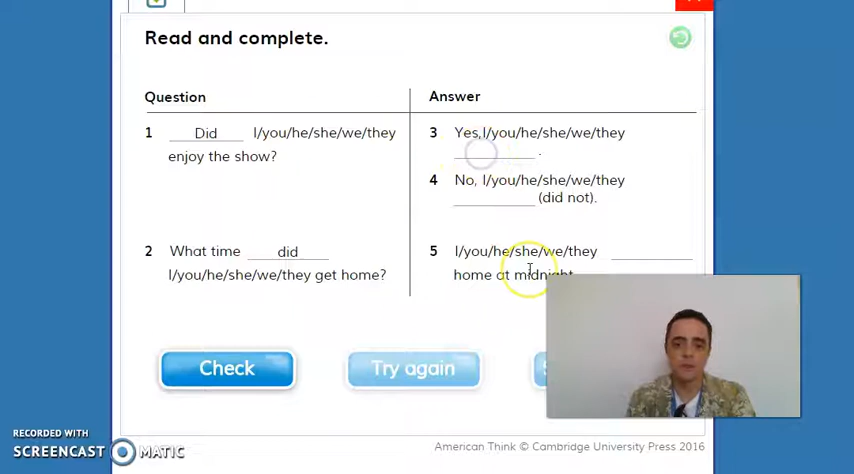 Read and complete.
Question
Answer
1 Did I/you/he/she/we/they
enjoy the show?
3 Yes,I/you/he/she/we/they
.
4 No, I/you/he/she/we/they
(did not).
2 What time did
I/you/he/she/we/they get home?
5 I/you/he/she/we/they
home at midnight
Check
Try again
S
RECORDED WITH
SCREENCAST MATIC
American Think © Cambridge University Press 2016